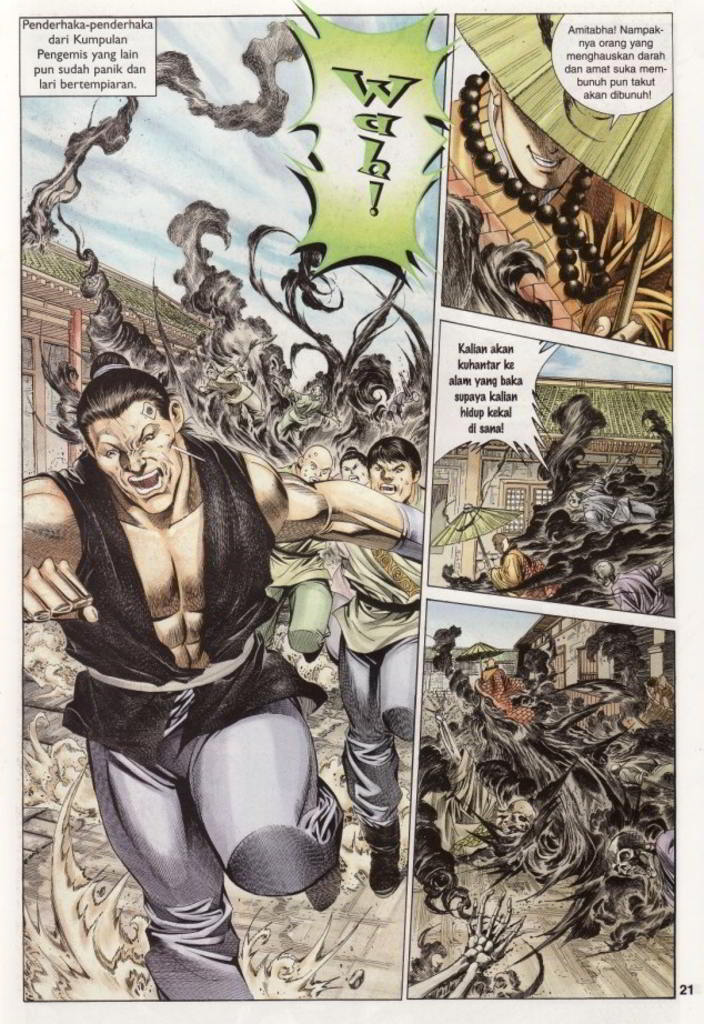 Penderhaka-penderhaka
dari Kumpulan
Pengemis yang lain
pun sudah panik dan
lari bertempiaran.
Wah!
Amitabha! Nampak-
nya orang yang
menghauskan darah
dan amat suka mem-
bunuh pun takut
akan dibunuh!
Kalian akan
kuhantar ke
alam yang baka
supaya kalian
hidup kekal
di sana!
21